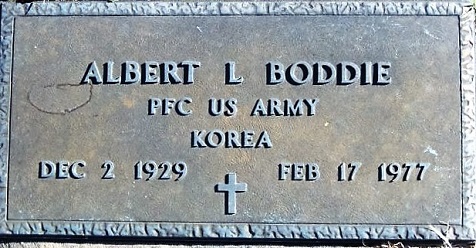 ALBERT L BODDIE
PFC US ARMY
KOREA
DEC 2 1929 FEB 17 1977